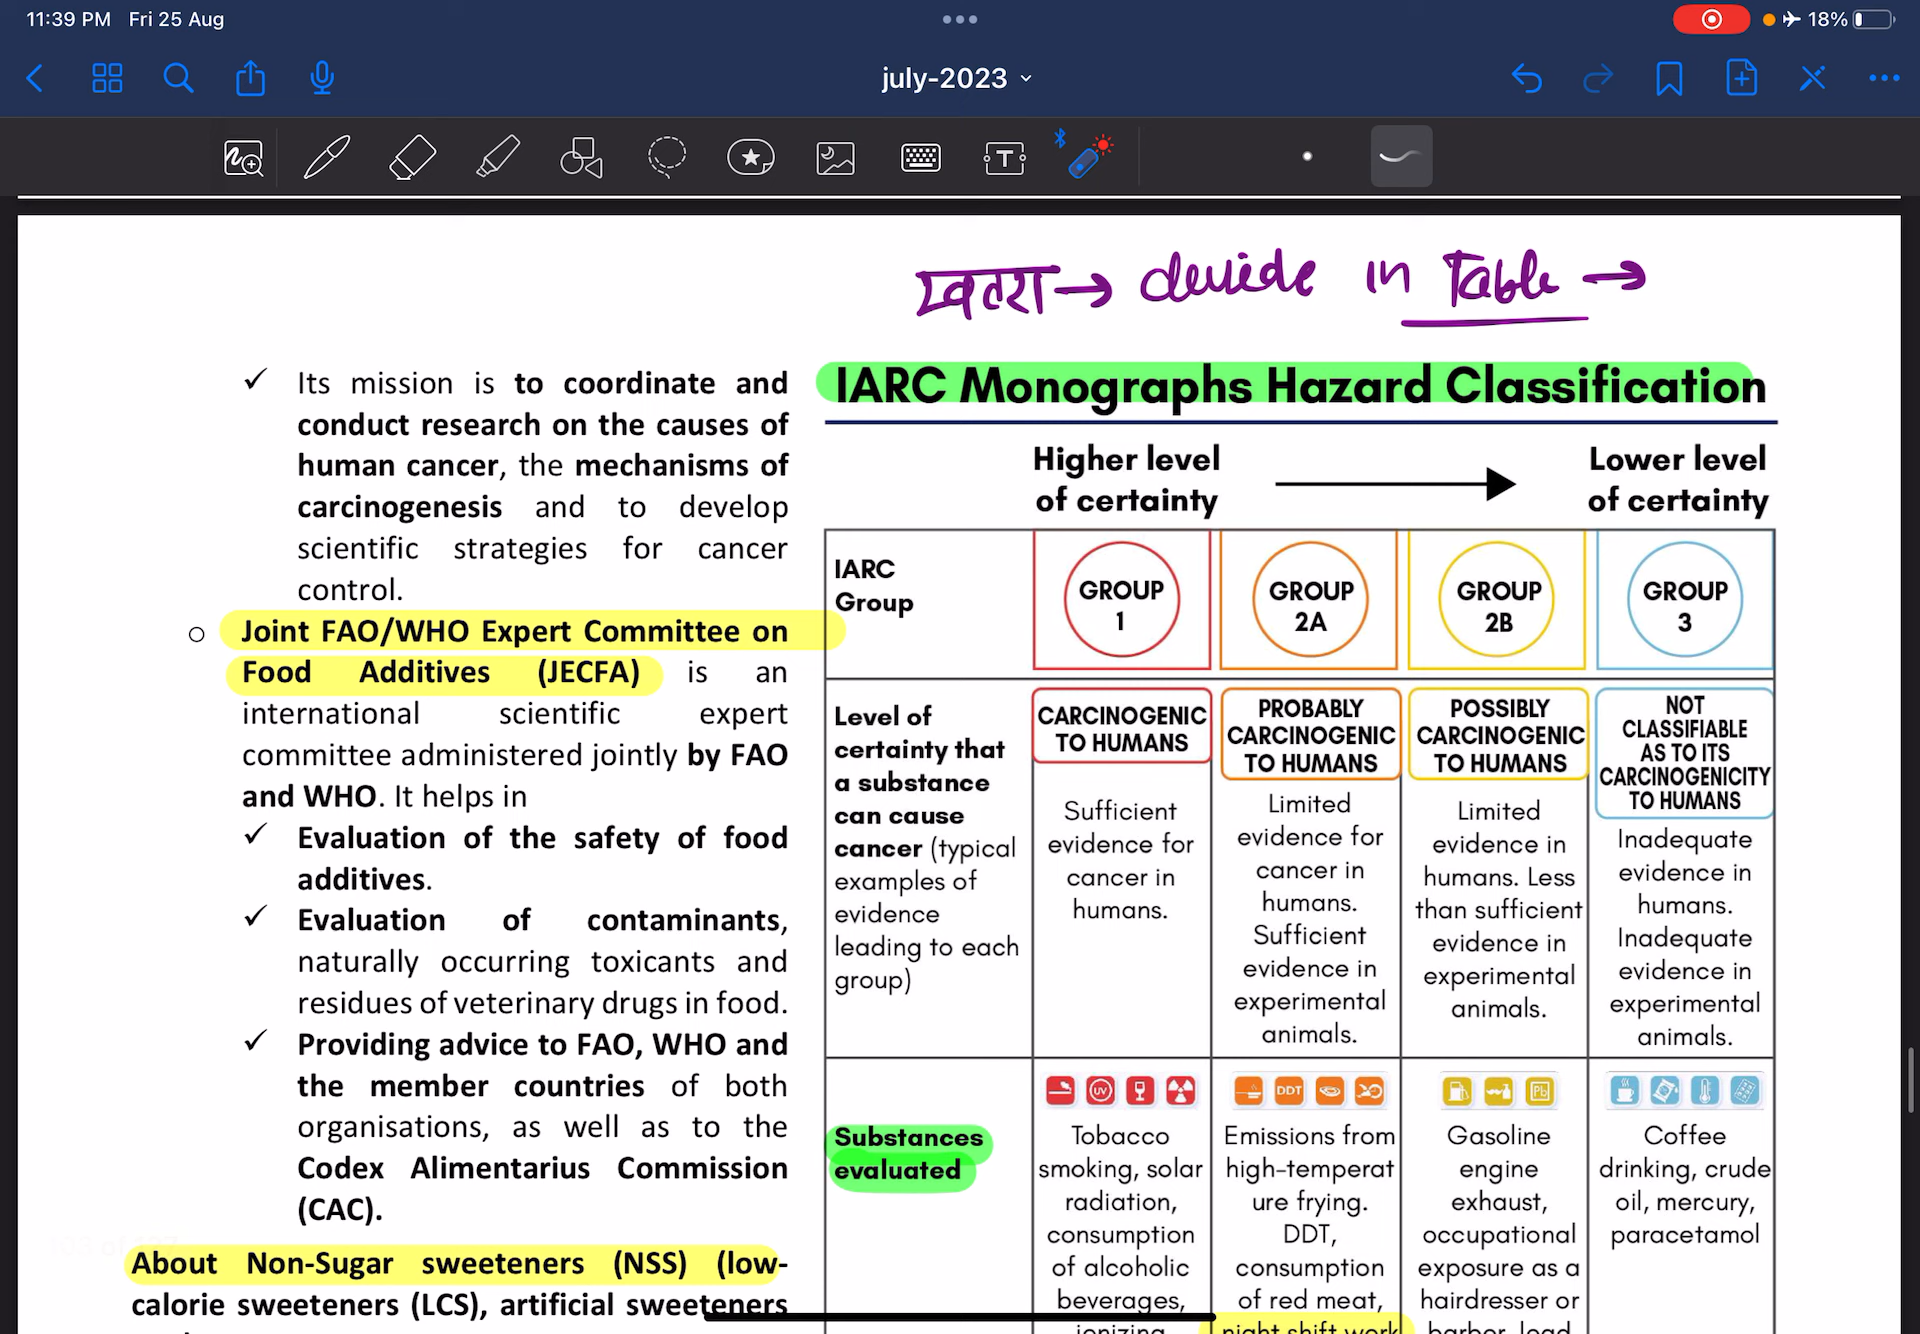 11:39 PM Fri 25 Aug
18%
july-2023
T
खतरा → devide in Table →
✓ Its mission is to coordinate and
conduct research on the causes of
human cancer, the mechanisms of
carcinogenesis and to develop
scientific strategies for cancer
control.
○ Joint FAO/WHO Expert Committee on
Food Additives (JECFA) is an
international scientific expert
committee administered jointly by FAO
and WHO. It helps in
✓ Evaluation of the safety of food
additives.
✓ Evaluation of contaminants,
naturally occurring toxicants and
residues of veterinary drugs in food.
✓ Providing advice to FAO, WHO and
the member countries of both
organisations, as well as to the
Codex Alimentarius Commission
(CAC).
About Non-Sugar sweeteners (NSS) (low-
calorie sweeteners (LCS), artificial sweeteners
IARC Monographs Hazard Classification
Higher level
of certainty
Lower level
of certainty
IARC
Group
GROUP
1
GROUP
2A
GROUP
2B
GROUP
3
Level of
certainty that
a substance
can cause
cancer (typical
examples of
evidence
leading to each
group)
CARCINOGENIC
TO HUMANS
Sufficient
evidence for
cancer in
humans.
PROBABLY
CARCINOGENIC
TO HUMANS
Limited
evidence for
cancer in
humans.
Sufficient
evidence in
experimental
animals.
POSSIBLY
CARCINOGENIC
TO HUMANS
Limited
evidence in
humans. Less
than sufficient
evidence in
experimental
animals.
NOT
CLASSIFIABLE
AS TO ITS
CARCINOGENICITY
TO HUMANS
Inadequate
evidence in
humans.
Inadequate
evidence in
experimental
animals.
Substances
evaluated
UV
Tobacco
smoking, solar
radiation,
consumption
of alcoholic
beverages,
ionizing
DDT
Emissions from
high-temperat
ure frying.
DDT,
consumption
of red meat,
night shift work
Pb
Gasoline
engine
exhaust,
occupational
exposure as a
hairdresser or
barber, lead
Coffee
drinking, crude
oil, mercury,
paracetamol